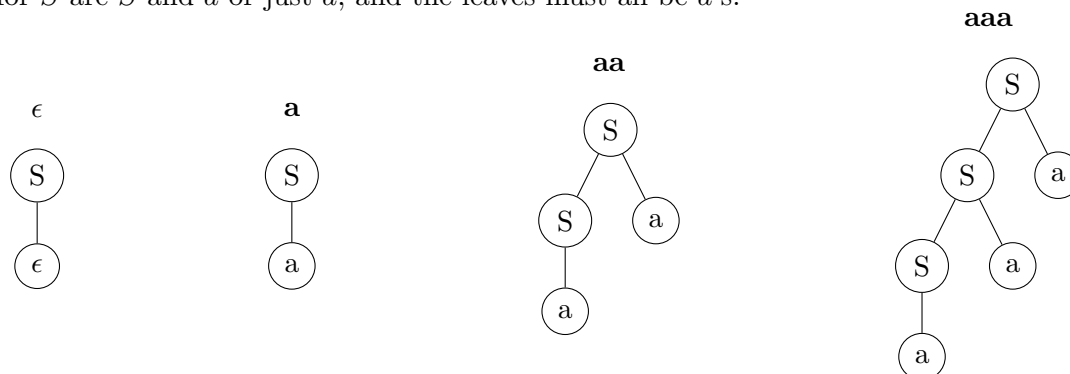 for S are S and a or just a, and the leaves must all be a's.
aaa
aa
ϵ
a
S
S
S
S
S
a
S
a
ϵ
a
S
a
a
a